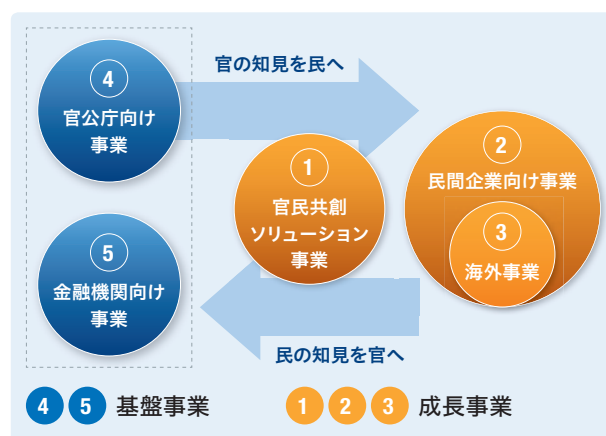 官の知見を民へ
4
官公庁向け
事業
1
官民共創
ソリューション
事業
2
民間企業向け事業
3
海外事業
5
金融機関向け
事業
民の知見を官へ
4 5 基盤事業
1 2 3 成長事業